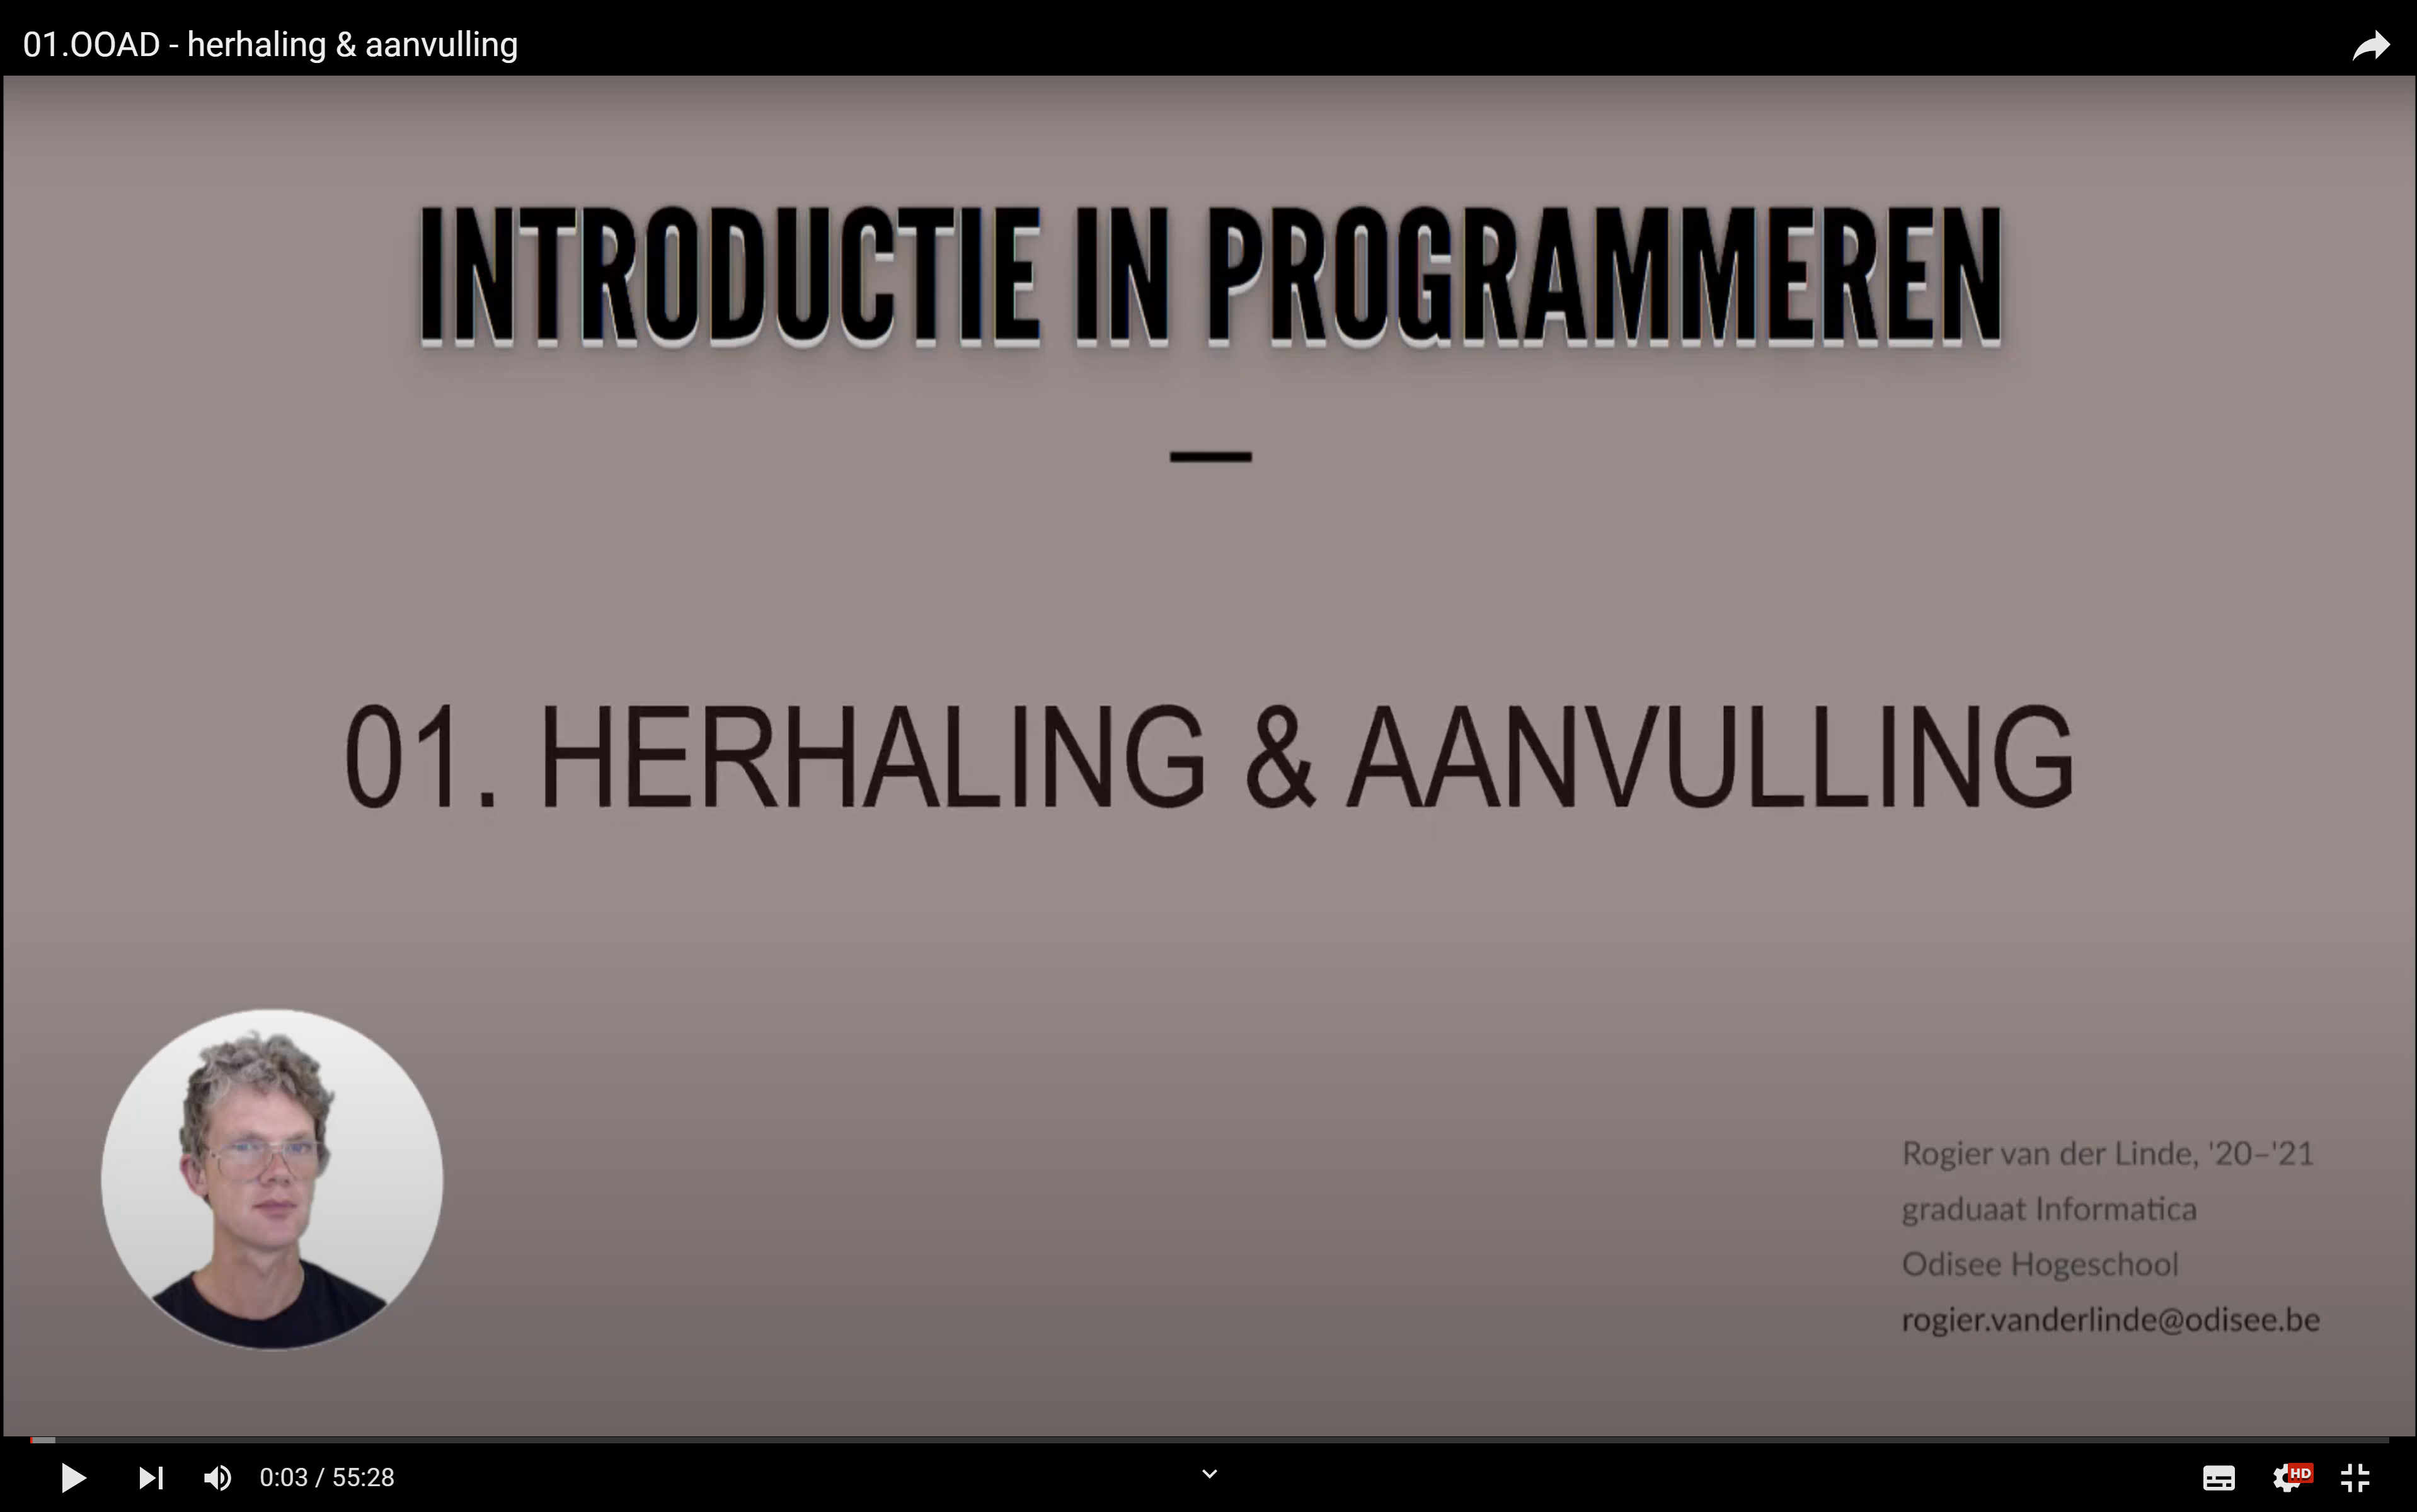 01.OOAD - herhaling & aanvulling
INTRODUCTIE IN PROGRAMMEREN
01. HERHALING & AANVULLING
Rogier van der Linde, '20–'21
graduaat Informatica
Odisee Hogeschool
rogier.vanderlinde@odisee.be
0:03 / 55:28
HD